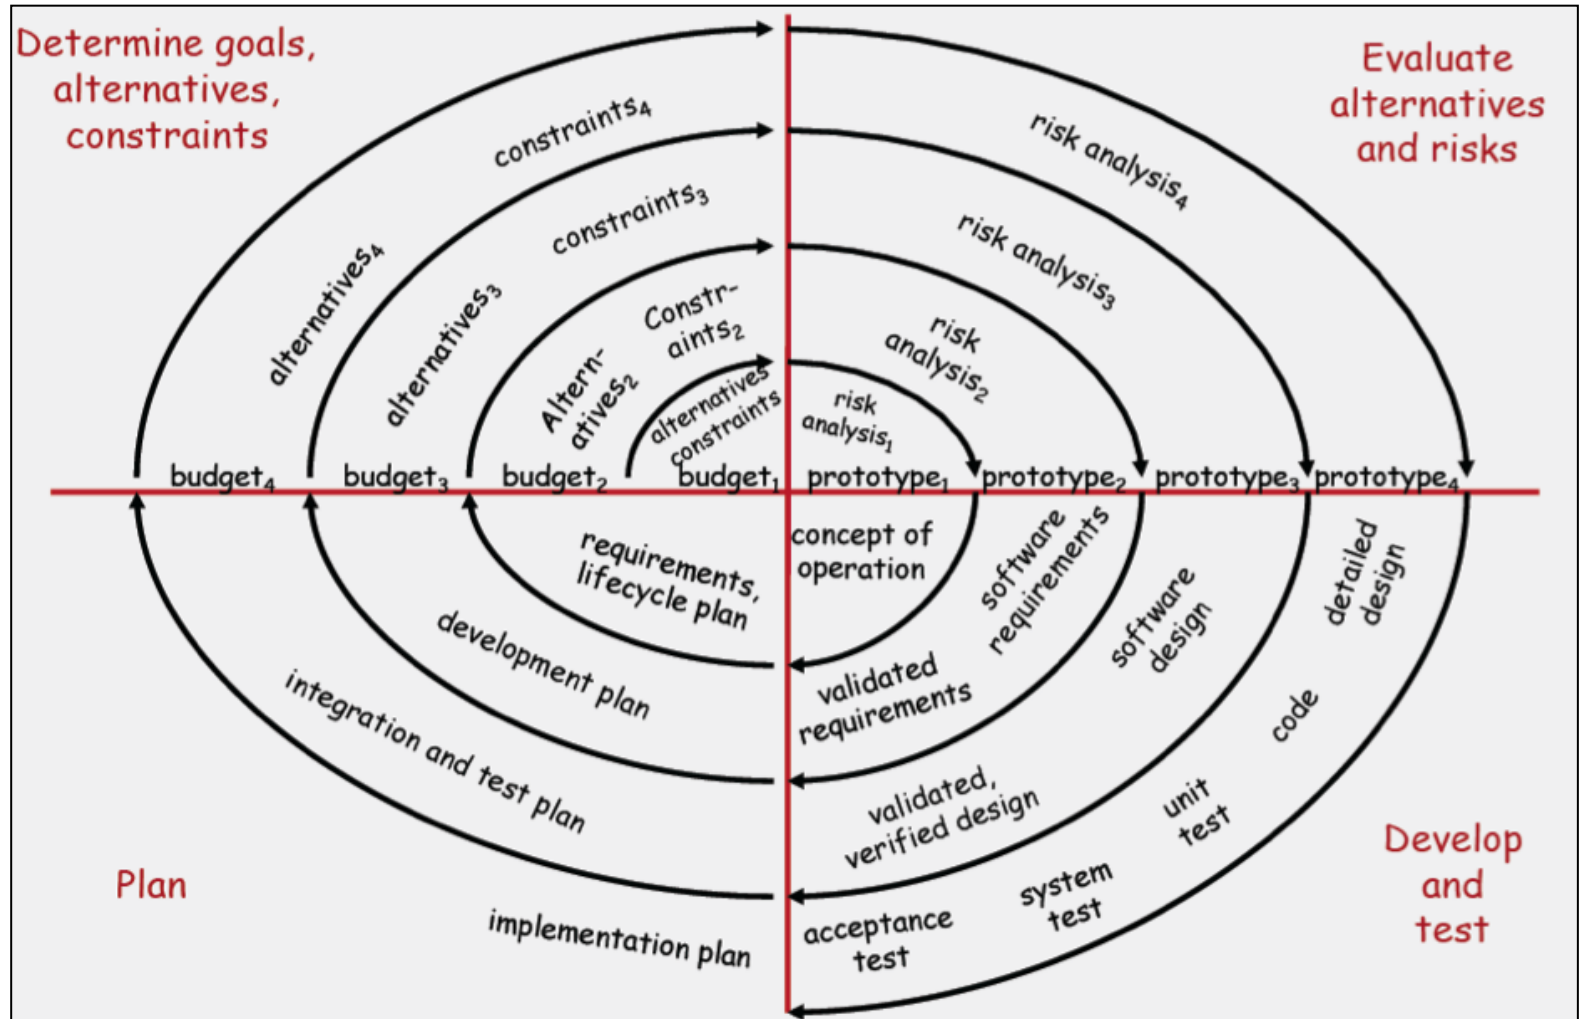 Determine goals,
alternatives,
constraints
Evaluate
alternatives
and risks
constraints₄
risk analysis₄
constraints₃
risk analysis₃
alternatives₄
alternatives₃
Constr-
aints₂
Altern-
atives₂
risk
analysis₂
alternatives
constraints
risk
analysis₁
budget₄
budget₃
budget₂
budget₁
prototype₁
prototype₂
prototype₃
prototype₄
requirements,
lifecycle plan
concept of
operation
software
requirements
software
design
detailed
design
development plan
validated
requirements
integration and test plan
validated,
verified design
code
unit
test
Plan
implementation plan
acceptance
test
system
test
Develop
and
test